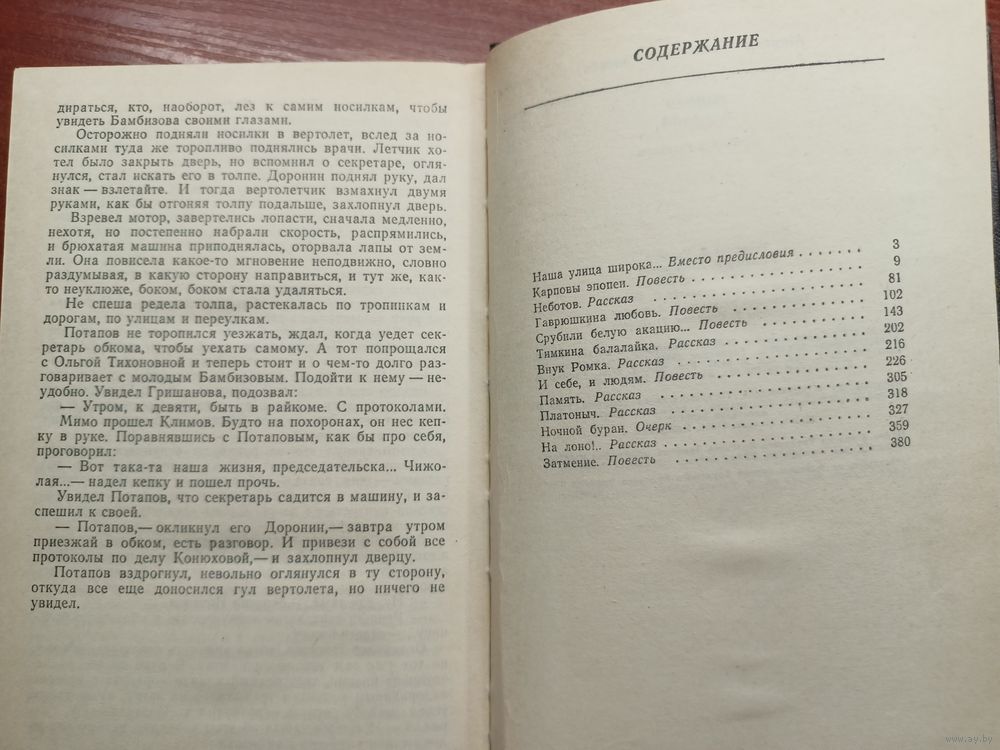 дираться, кто, наоборот, лез к самим носилкам, чтобы
увидеть Бамбизова своими глазами.
Осторожно подняли носилки в вертолет, вслед за но-
силками туда же торопливо поднялись врачи. Летчик хо-
тел было закрыть дверь, но вспомнил о секретаре, огля-
нулся, стал искать его в толпе. Доронин поднял руку, дал
знак — взлетайте. И тогда вертолетчик взмахнул двумя
руками, как бы отгоняя толпу подальше, захлопнул дверь.
Взревел мотор, завертелись лопасти, сначала медленно,
нехотя, но постепенно набрали скорость, распрямились,
и брюхатая машина приподнялась, оторвала лапы от зем-
ли. Она повисела какое-то мгновение неподвижно, словно
раздумывая, в какую сторону направиться, и тут же, как-
то неуклюже, боком, боком стала удаляться.
Не спеша редела толпа, растекалась по тропинкам и
дорогам, по улицам и переулкам.
Потапов не торопился уезжать, ждал, когда уедет сек-
ретарь обкома, чтобы уехать самому. А тот попрощался
с Ольгой Тихоновной и теперь стоит и о чем-то долго раз-
говаривает с молодым Бамбизовым. Подойти к нему — не-
удобно. Увидел Гришанова, подозвал:
— Утром, к девяти, быть в райкоме. С протоколами.
Мимо прошел Климов. Будто на похоронах, он нес кеп-
ку в руке. Поравнявшись с Потаповым, как бы про себя,
проговорил:
— Вот така-та наша жизня, председательска... Чижо-
лая...— надел кепку и пошел прочь.
Увидел Потапов, что секретарь садится в машину, и за-
спешил к своей.
— Потапов,— окликнул его Доронин,— завтра утром
приезжай в обком, есть разговор. И привези с собой все
протоколы по делу Конюховой,— и захлопнул дверцу.
Потапов вздрогнул, невольно оглянулся в ту сторону,
откуда все еще доносился гул вертолета, но ничего не
увидел.
СОДЕРЖАНИЕ
Наша улица широка... Вместо предисловия . . . . . . . 3
Карповы эпопеи. Повесть . . . . . . . . . . . . . . 9
Неботов. Рассказ . . . . . . . . . . . . . . . 81
Гаврюшкина любовь. Повесть . . . . . . . . . . . 102
Срубили белую акацию... Повесть . . . . . . . . . 143
Тимкина балалайка. Рассказ . . . . . . . . . . . 202
Внук Ромка. Рассказ . . . . . . . . . . . . . . 216
И себе, и людям. Повесть . . . . . . . . . . . . 226
Память. Рассказ . . . . . . . . . . . . . . . 305
Платоныч. Рассказ . . . . . . . . . . . . . . 318
Ночной буран. Очерк . . . . . . . . . . . . . 327
На лоно!.. Рассказ . . . . . . . . . . . . . . 359
Затмение. Повесть . . . . . . . . . . . . . . 380
www.ay.by